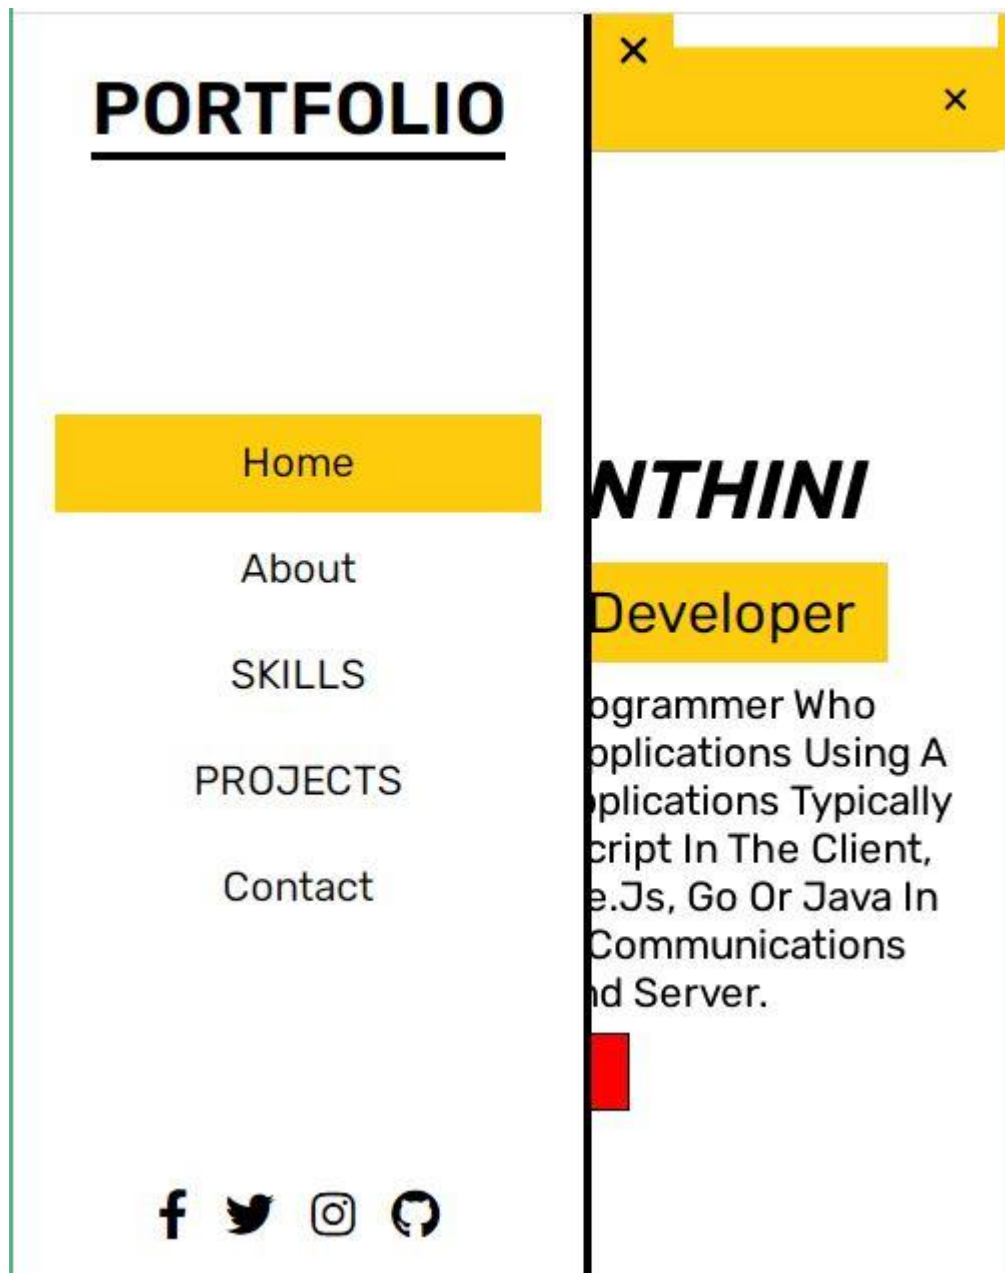 PORTFOLIO
Home
About
SKILLS
PROJECTS
Contact
NTHINI
Developer
ogrammer Who
pplications Using A
plications Typically
cript In The Client,
e.Js, Go Or Java In
Communications
nd Server.